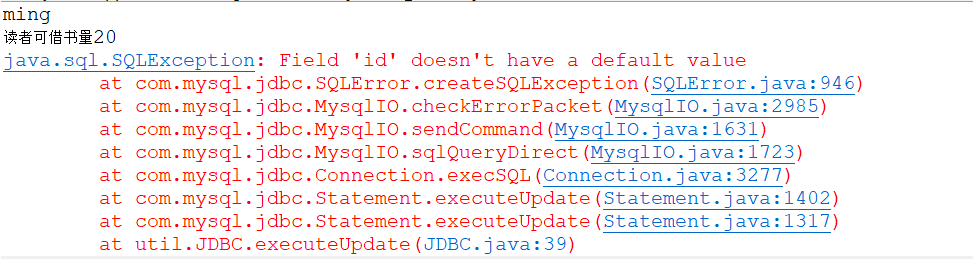 ming
读者可借书量20
java.sql.SQLException: Field 'id' doesn't have a default value
at com.mysql.jdbc.SQLError.createSQLException(SQLError.java:946)
at com.mysql.jdbc.MysqlIO.checkErrorPacket(MysqlIO.java:2985)
at com.mysql.jdbc.MysqlIO.sendCommand(MysqlIO.java:1631)
at com.mysql.jdbc.MysqlIO.sqlQueryDirect(MysqlIO.java:1723)
at com.mysql.jdbc.Connection.execSQL(Connection.java:3277)
at com.mysql.jdbc.Statement.executeUpdate(Statement.java:1402)
at com.mysql.jdbc.Statement.executeUpdate(Statement.java:1317)
at util.JDBC.executeUpdate(JDBC.java:39)